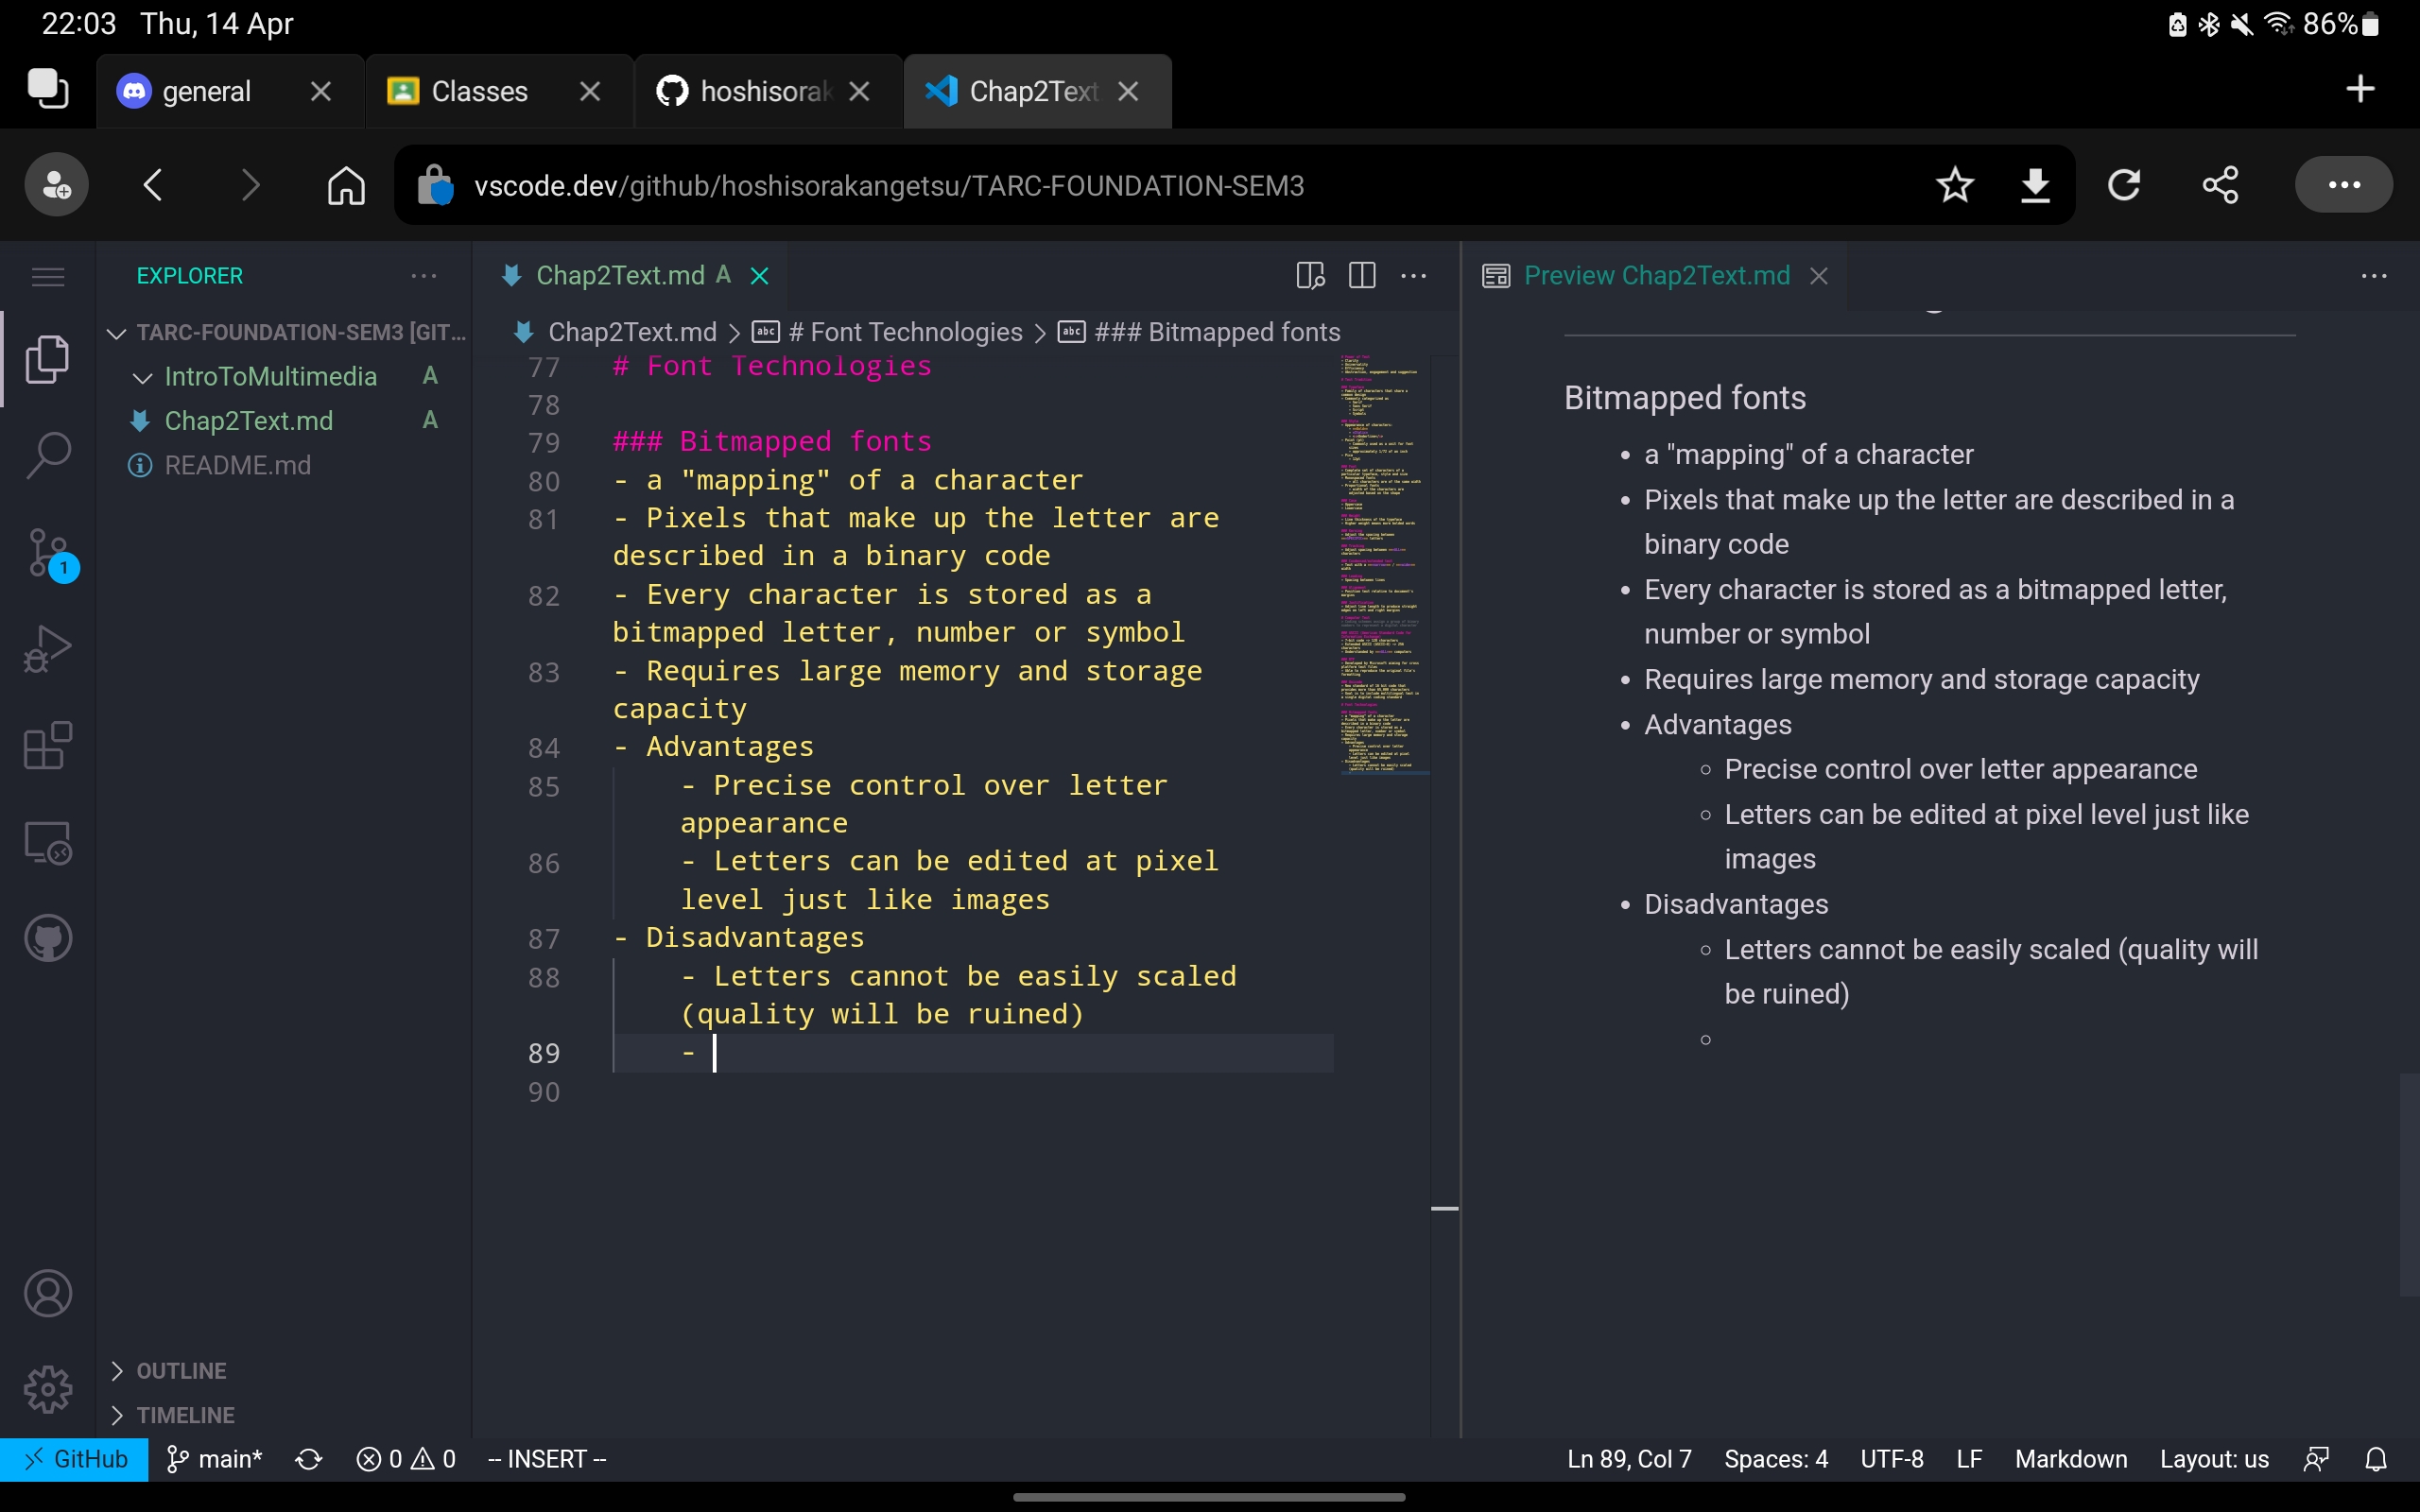 22:03 Thu, 14 Apr
86%
general
Classes
hoshisorak
Chap2Text
vscode.dev/github/hoshisorakangetsu/TARC-FOUNDATION-SEM3
EXPLORER
TARC-FOUNDATION-SEM3 [GIT...
IntroToMultimedia A
Chap2Text.md A
README.md
1
OUTLINE
TIMELINE
Chap2Text.md A
Chap2Text.md > # Font Technologies > ### Bitmapped fonts
77 # Font Technologies
78
79 ### Bitmapped fonts
80 - a "mapping" of a character
81 - Pixels that make up the letter are
described in a binary code
82 - Every character is stored as a
bitmapped letter, number or symbol
83 - Requires large memory and storage
capacity
84 - Advantages
85 - Precise control over letter
appearance
86 - Letters can be edited at pixel
level just like images
87 - Disadvantages
88 - Letters cannot be easily scaled
(quality will be ruined)
89 -
90
Preview Chap2Text.md
Bitmapped fonts
• a "mapping" of a character
• Pixels that make up the letter are described in a
binary code
• Every character is stored as a bitmapped letter,
number or symbol
• Requires large memory and storage capacity
• Advantages
◦ Precise control over letter appearance
◦ Letters can be edited at pixel level just like
images
• Disadvantages
◦ Letters cannot be easily scaled (quality will
be ruined)
◦
GitHub main* 0 0 -- INSERT -- Ln 89, Col 7 Spaces: 4 UTF-8 LF Markdown Layout: us